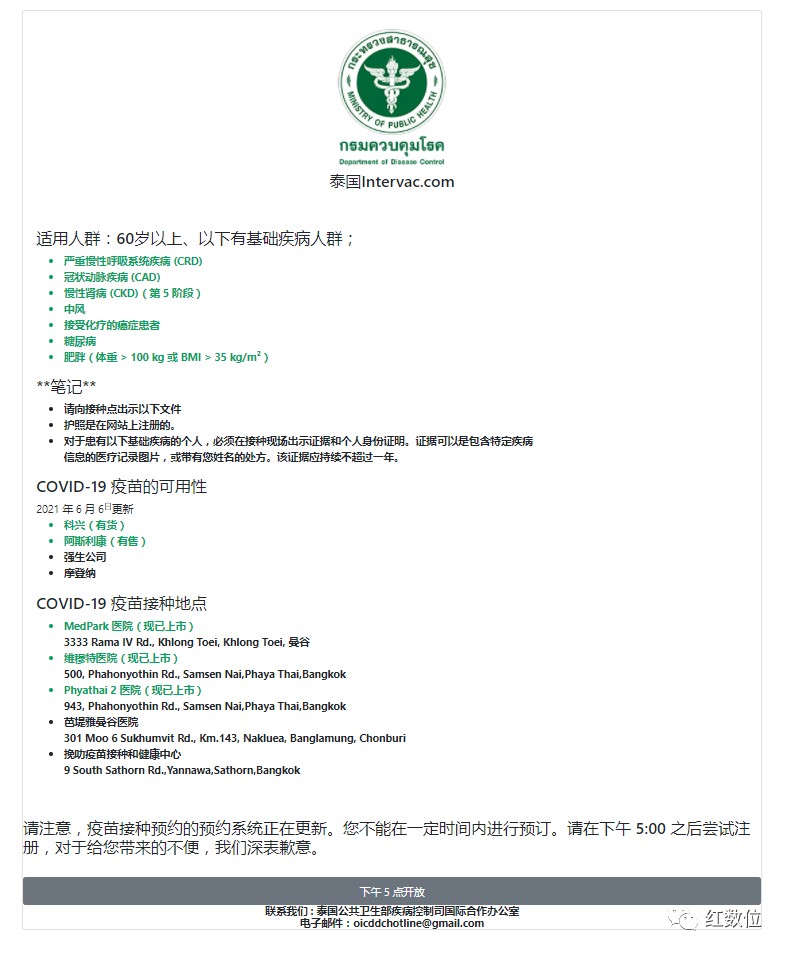 กระทรวงสาธารณสุข
MINISTRY OF PUBLIC HEALTH
กรมควบคุมโรค
Department of Disease Control
泰国Intervac.com
适用人群：60岁以上、以下有基础疾病人群；
严重慢性呼吸系统疾病 (CRD)
冠状动脉疾病 (CAD)
慢性肾病 (CKD)（第 5 阶段）
中风
接受化疗的癌症患者
糖尿病
肥胖（体重 > 100 kg 或 BMI > 35 kg/m²）
**笔记**
请向接种点出示以下文件
护照是在网站上注册的。
对于患有以下基础疾病的个人，必须在接种现场出示证据和个人身份证明。证据可以是包含特定疾病
信息的医疗记录图片，或带有您姓名的处方。该证据应持续不超过一年。
COVID-19 疫苗的可用性
2021 年 6 月 6日更新
科兴（有货）
阿斯利康（有售）
强生公司
摩登纳
COVID-19 疫苗接种地点
MedPark 医院（现已上市）
3333 Rama IV Rd., Khlong Toei, Khlong Toei, 曼谷
维穆特医院（现已上市）
500, Phahonyothin Rd., Samsen Nai,Phaya Thai,Bangkok
Phyathai 2 医院（现已上市）
943, Phahonyothin Rd., Samsen Nai,Phaya Thai,Bangkok
芭堤雅曼谷医院
301 Moo 6 Sukhumvit Rd., Km.143, Nakluea, Banglamung, Chonburi
挽叻疫苗接种和健康中心
9 South Sathorn Rd.,Yannawa,Sathorn,Bangkok
请注意，疫苗接种预约的预约系统正在更新。您不能在一定时间内进行预订。请在下午 5:00 之后尝试注
册，对于给您带来的不便，我们深表歉意。
下午 5 点开放
联系我们 : 泰国公共卫生部疾病控制司国际合作办公室
电子邮件：oicddchotline@gmail.com
红数位